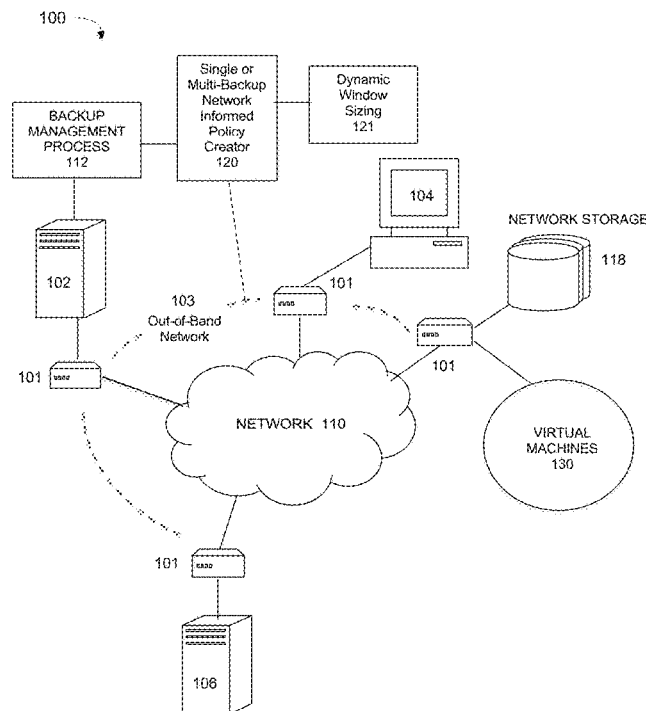 100
Single or
Multi-Backup
Network
Informed
Policy
Creator
120
Dynamic
Window
Sizing
121
BACKUP
MANAGEMENT
PROCESS
112
104
NETWORK STORAGE
118
102
103
Out-of-Band
Network
101
101
101
NETWORK 110
VIRTUAL
MACHINES
130
101
106